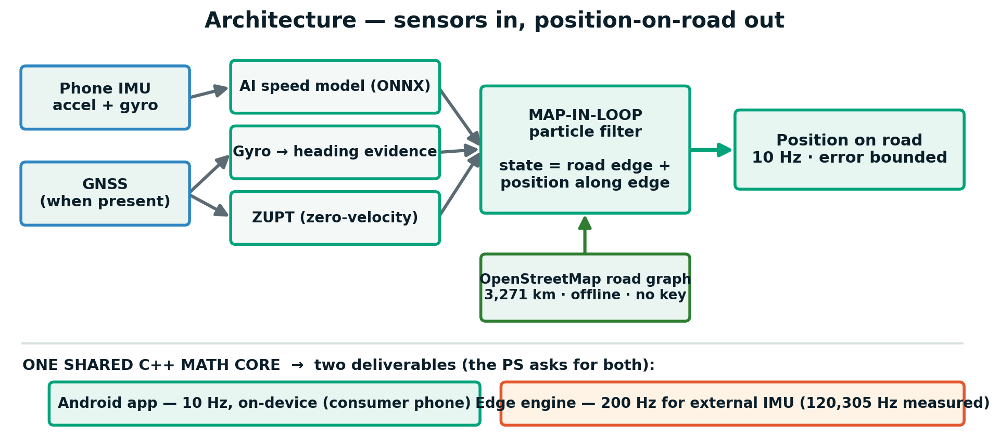 Architecture — sensors in, position-on-road out
Phone IMU
accel + gyro
GNSS
(when present)
AI speed model (ONNX)
Gyro → heading evidence
ZUPT (zero-velocity)
MAP-IN-LOOP
particle filter
state = road edge +
position along edge
OpenStreetMap road graph
3,271 km · offline · no key
Position on road
10 Hz · error bounded
ONE SHARED C++ MATH CORE → two deliverables (the PS asks for both):
Android app — 10 Hz, on-device (consumer phone)
Edge engine — 200 Hz for external IMU (120,305 Hz measured)